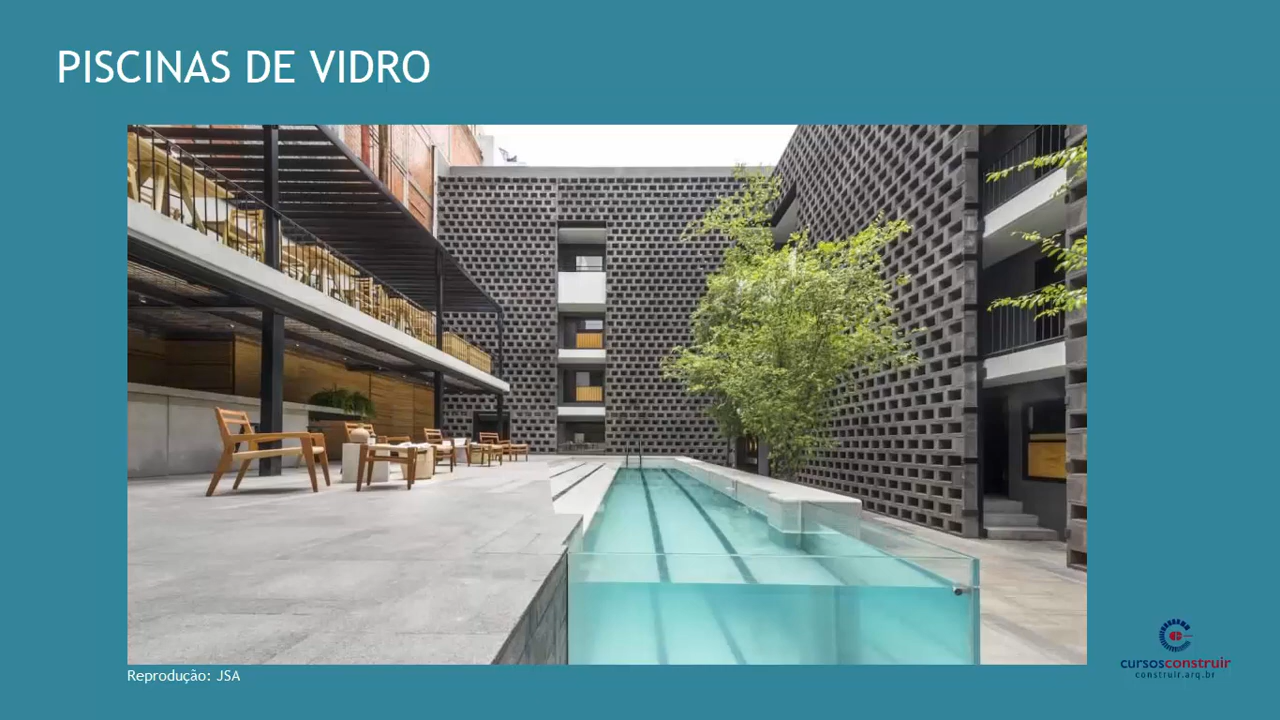 PISCINAS DE VIDRO
Reprodução: JSA
cursosconstruir
construir.arq.br